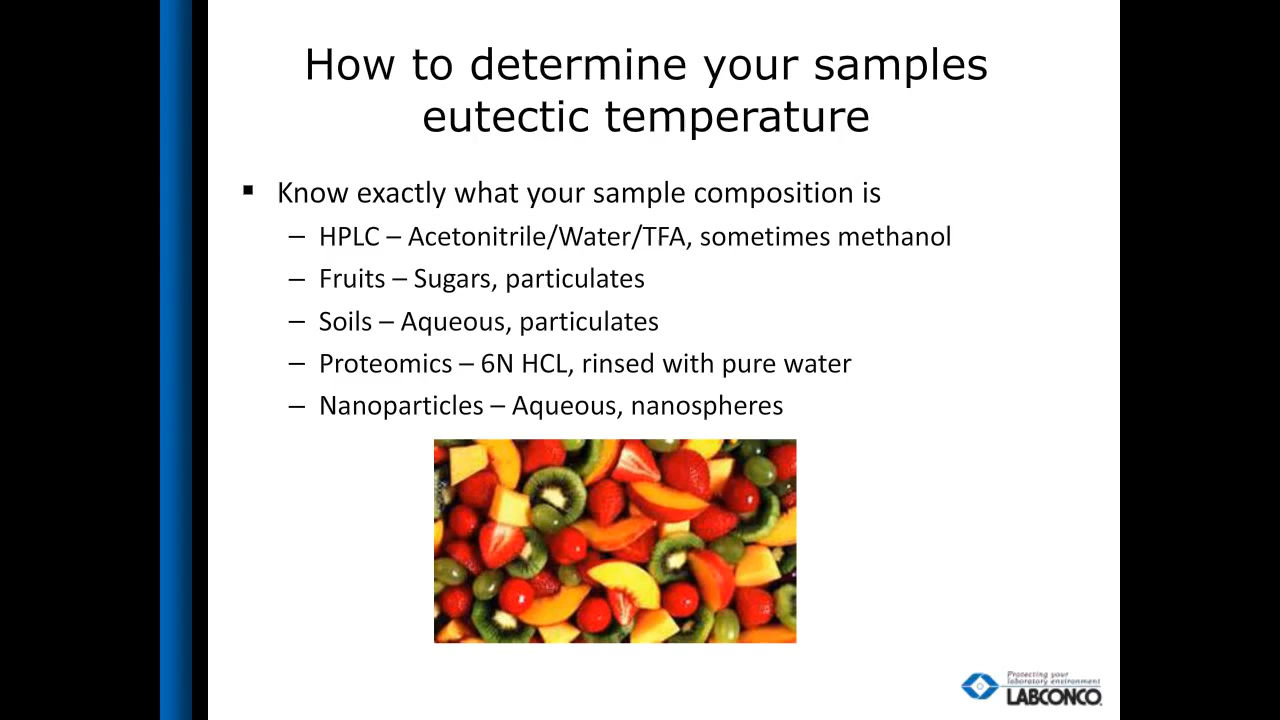 How to determine your samples
eutectic temperature
▪ Know exactly what your sample composition is
– HPLC – Acetonitrile/Water/TFA, sometimes methanol
– Fruits – Sugars, particulates
– Soils – Aqueous, particulates
– Proteomics – 6N HCL, rinsed with pure water
– Nanoparticles – Aqueous, nanospheres
Protecting your
laboratory environment
LABCONCO